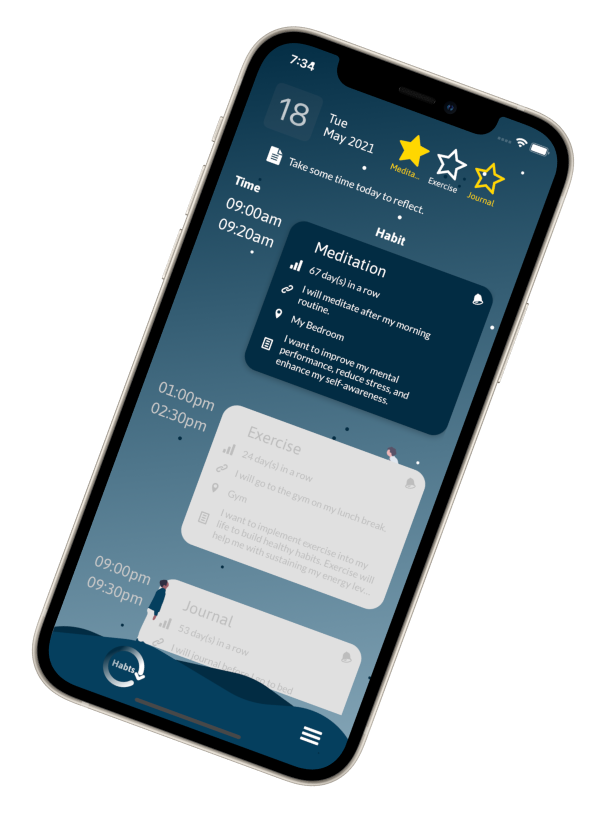 7:34
18
Tue
May 2021
Medita...
Exercise
Journal
Take some time today to reflect.
Time
Habit
09:00am
09:20am
Meditation
67 day(s) in a row
I will meditate after my morning
routine.
My Bedroom
I want to improve my mental
performance, reduce stress, and
enhance my self-awareness.
01:00pm
02:30pm
Exercise
24 day(s) in a row
I will go to the gym on my lunch break.
Gym
I want to implement exercise into my
life to build healthy habits. Exercise will
help me with sustaining my energy lev...
09:00pm
09:30pm
Journal
53 day(s) in a row
I will journal before I go to bed
Habts